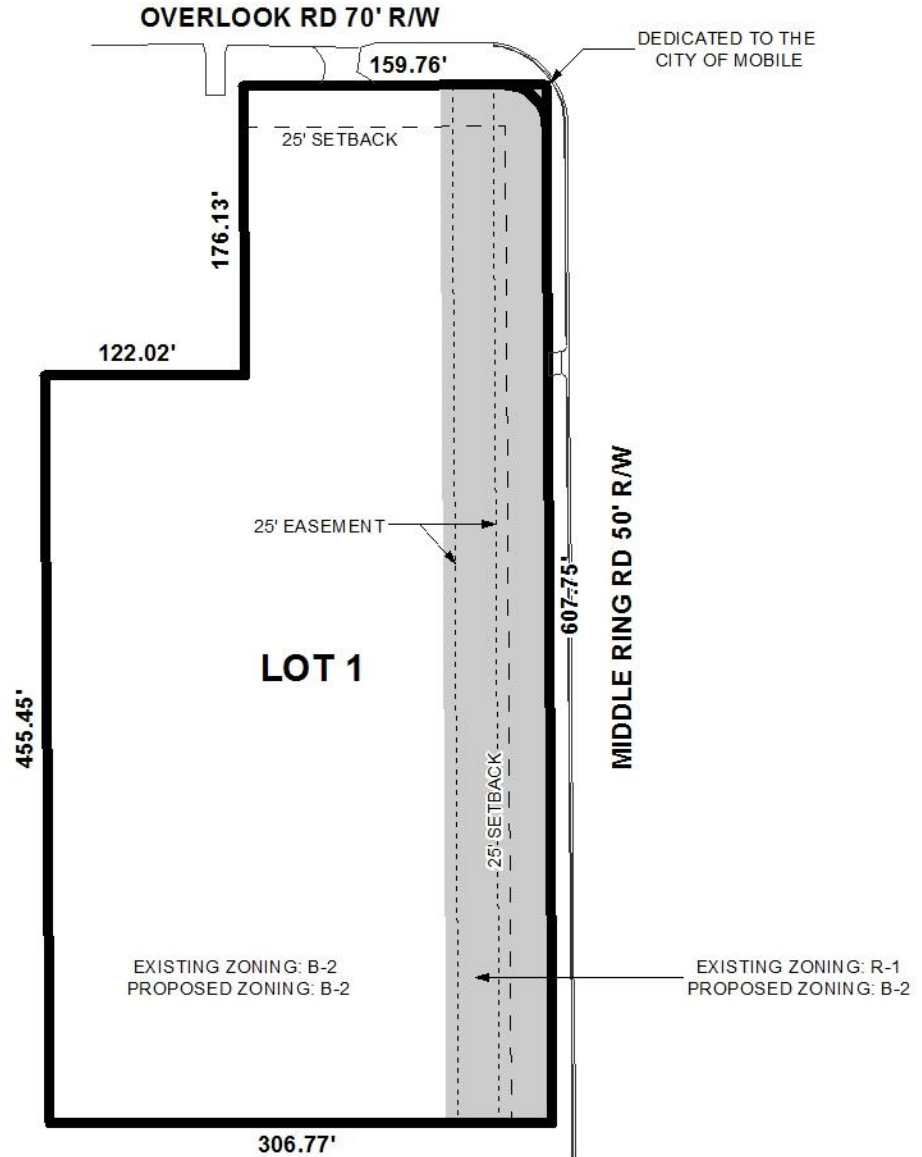 OVERLOOK RD 70' R/W
DEDICATED TO THE
CITY OF MOBILE
159.76'
25' SETBACK
176.13'
122.02'
25' EASEMENT
607.75'
MIDDLE RING RD 50' R/W
LOT 1
455.45'
25' SETBACK
EXISTING ZONING: B-2
PROPOSED ZONING: B-2
EXISTING ZONING: R-1
PROPOSED ZONING: B-2
306.77'